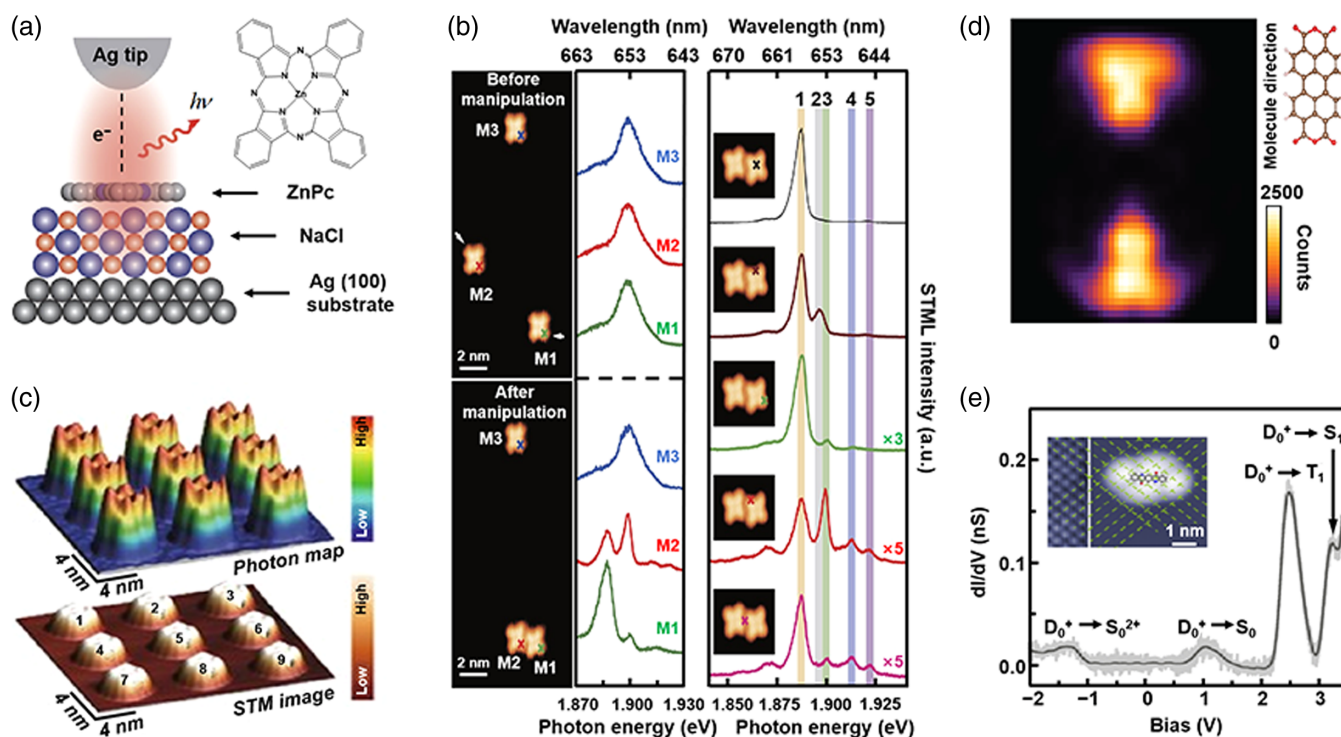 (a)
Ag tip
e⁻
hν
N
N
N
N
Zn
N
N
N
N
ZnPc
NaCl
Ag (100)
substrate
(b)
Wavelength (nm)
663 653 643
Before
manipulation
M3
M2
M1
2 nm
M3
M2
M1
After
manipulation
M3
M2
M1
2 nm
M3
M2
M1
1.870 1.900 1.930
Photon energy (eV)
Wavelength (nm)
670 661 653 644
1 2 3 4 5
×3
×5
×5
STML intensity (a.u.)
1.850 1.875 1.900 1.925
Photon energy (eV)
(c)
High
Low
4 nm
4 nm
Photon map
1 2 3
4 5 6
7 8 9
High
Low
4 nm
4 nm
STM image
(d)
Molecule direction
2500
Counts
0
(e)
dI/dV (nS)
0.2
0.1
0.0
1 nm
D₀⁺ → S₁
D₀⁺ → T₁
D₀⁺ → S₀²⁺
D₀⁺ → S₀
-2 -1 0 1 2 3
Bias (V)